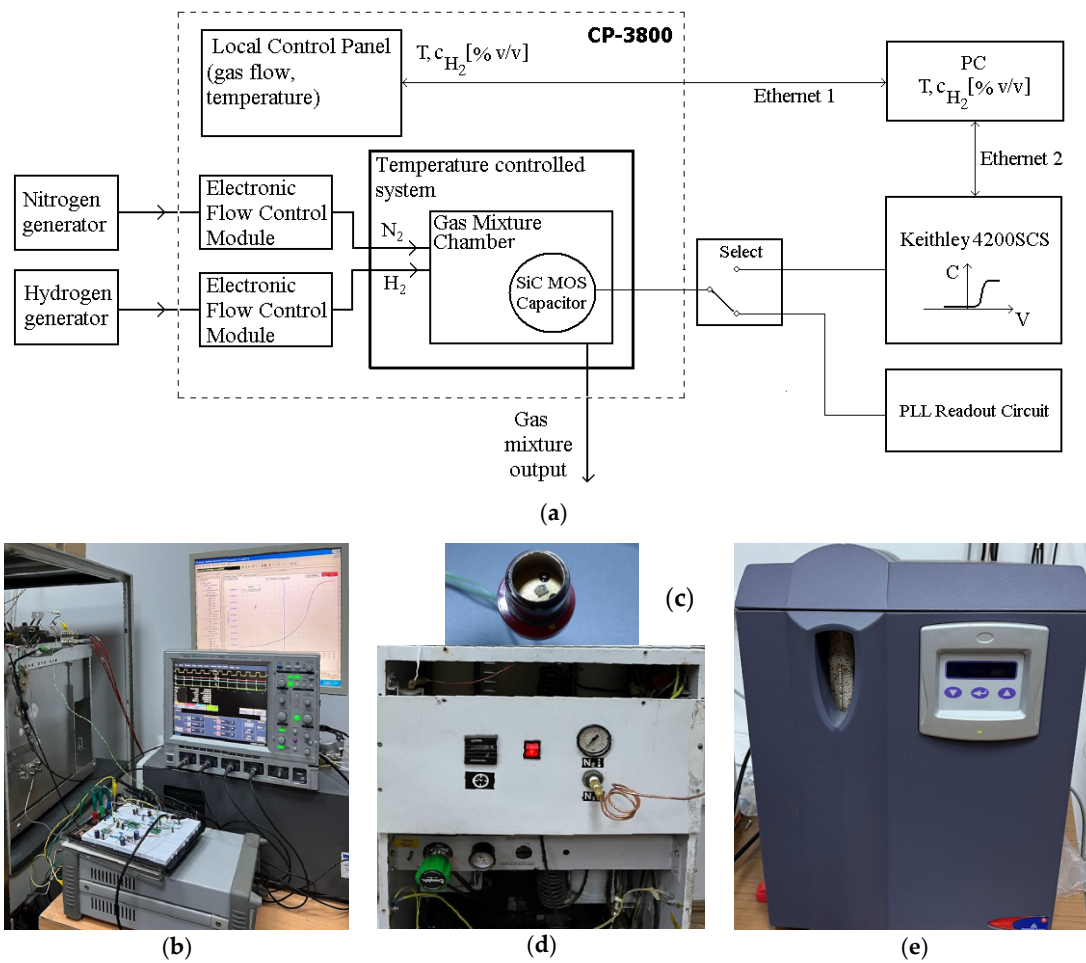 CP-3800
Local Control Panel
(gas flow,
temperature)
T, c_H2 [% v/v]
Ethernet 1
PC
T, c_H2 [% v/v]
Ethernet 2
Nitrogen
generator
Electronic
Flow Control
Module
Temperature controlled
system
N2
Gas Mixture
Chamber
H2
SiC MOS
Capacitor
Hydrogen
generator
Electronic
Flow Control
Module
Select
Keithley 4200SCS
C
V
PLL Readout Circuit
Gas
mixture
output
(a)
(c)
(b)
(d)
(e)